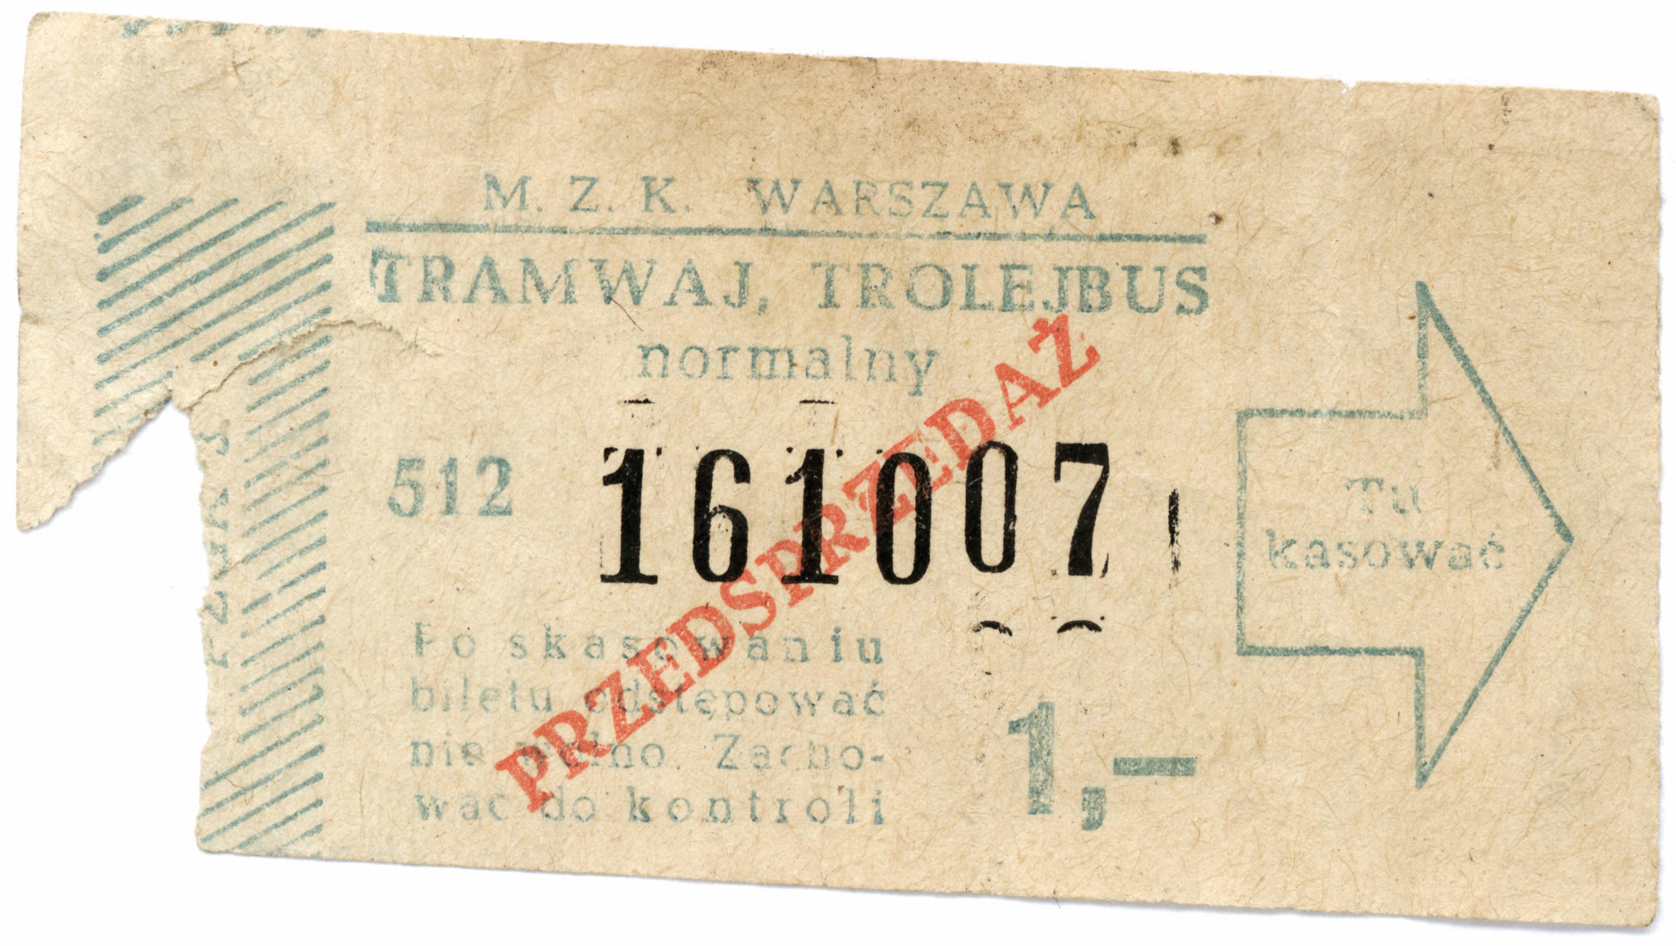 M. Z. K. WARSZAWA
TRAMWAJ, TROLEJBUS
normalny
PRZEDSPRZEDAŻ
512
161007
Tu
kasować
Po skasowaniu
biletu odstępować
nie wolno. Zacho-
wać do kontroli
1,—